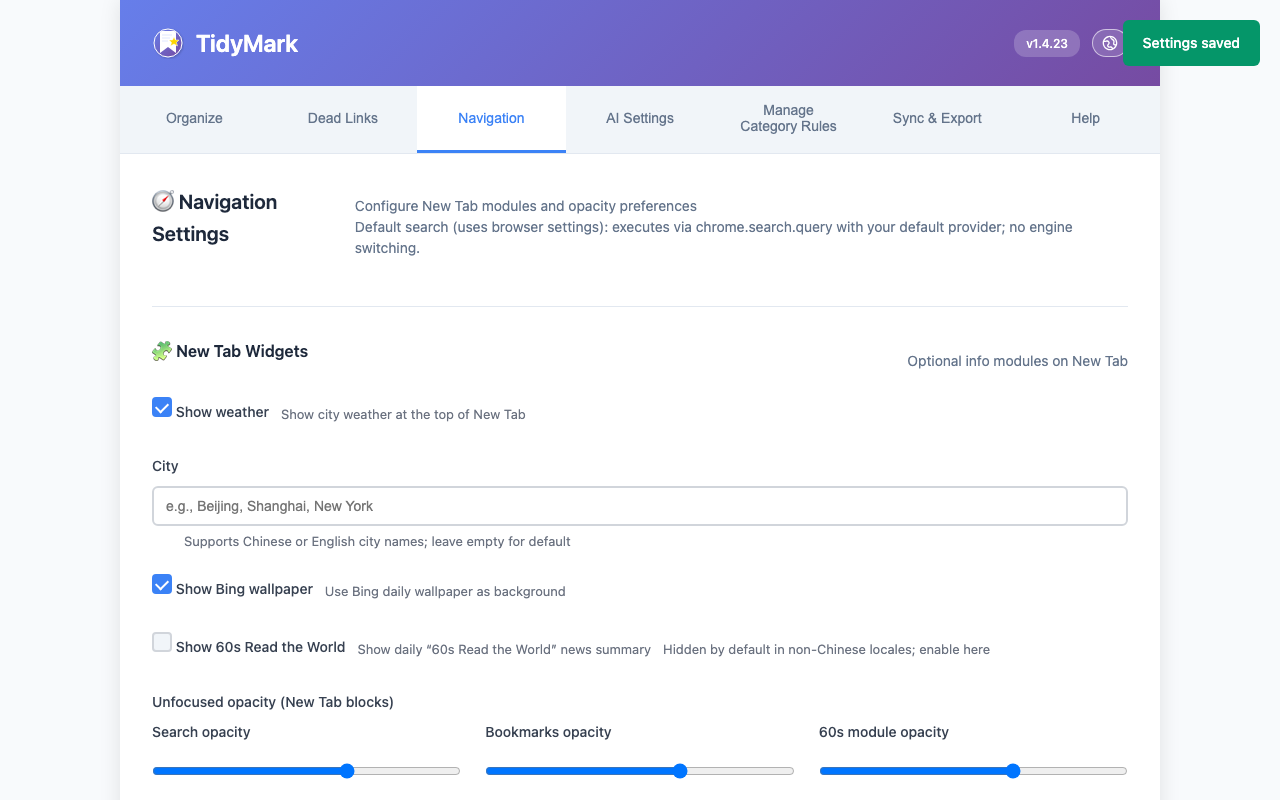 TidyMark
v1.4.23
Settings saved
Organize
Dead Links
Navigation
AI Settings
Manage
Category Rules
Sync & Export
Help
Navigation
Settings
Configure New Tab modules and opacity preferences
Default search (uses browser settings): executes via chrome.search.query with your default provider; no engine
switching.
New Tab Widgets
Optional info modules on New Tab
Show weather Show city weather at the top of New Tab
City
e.g., Beijing, Shanghai, New York
Supports Chinese or English city names; leave empty for default
Show Bing wallpaper Use Bing daily wallpaper as background
Show 60s Read the World Show daily “60s Read the World” news summary Hidden by default in non-Chinese locales; enable here
Unfocused opacity (New Tab blocks)
Search opacity
Bookmarks opacity
60s module opacity